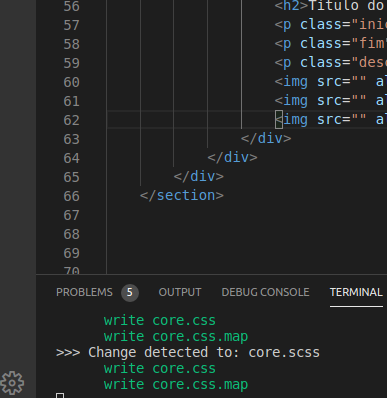 56 <h2>Titulo do
57 <p class="inic
58 <p class="fim"
59 <p class="desc
60 <img src="" al
61 <img src="" al
62 <img src="" al
63 </div>
64 </div>
65 </div>
66 </section>
67
68
69
70
PROBLEMS 5 OUTPUT DEBUG CONSOLE TERMINAL
write core.css
write core.css.map
>>> Change detected to: core.scss
write core.css
write core.css.map